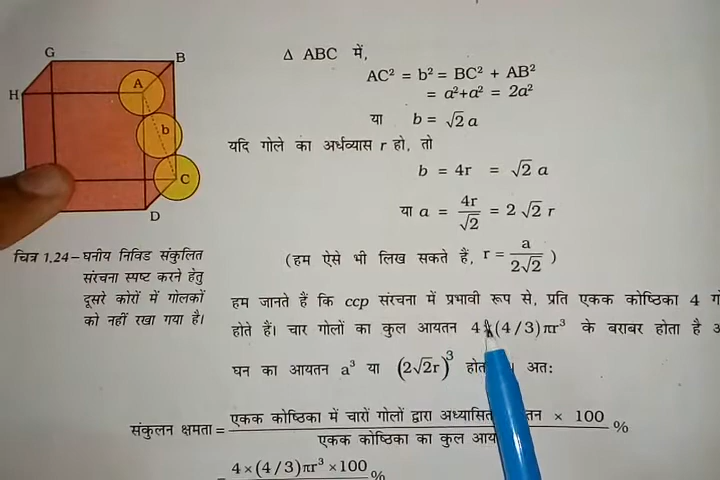 G
B
H
A
b
C
D
Δ ABC में,
AC² = b² = BC² + AB²
= a²+a² = 2a²
या b = √2 a
यदि गोले का अर्धव्यास r हो, तो
b = 4r = √2 a
या a = 4r/√2 = 2 √2 r
(हम ऐसे भी लिख सकते हैं, r = a/2√2 )
चित्र 1.24– घनीय निविड संकुलित
संरचना स्पष्ट करने हेतु
दूसरे कोरों में गोलकों
को नहीं रखा गया है।
हम जानते हैं कि ccp संरचना में प्रभावी रूप से, प्रति एकक कोष्ठिका 4
होते हैं। चार गोलों का कुल आयतन 4 (4/3)πr³ के बराबर होता है
घन का आयतन a³ या (2√2r)³ अतः
संकुलन क्षमता = एकक कोष्ठिका में चारों गोलों द्वारा × 100 / एकक कोष्ठिका का कुल %
= 4×(4/3)πr³ ×100 %